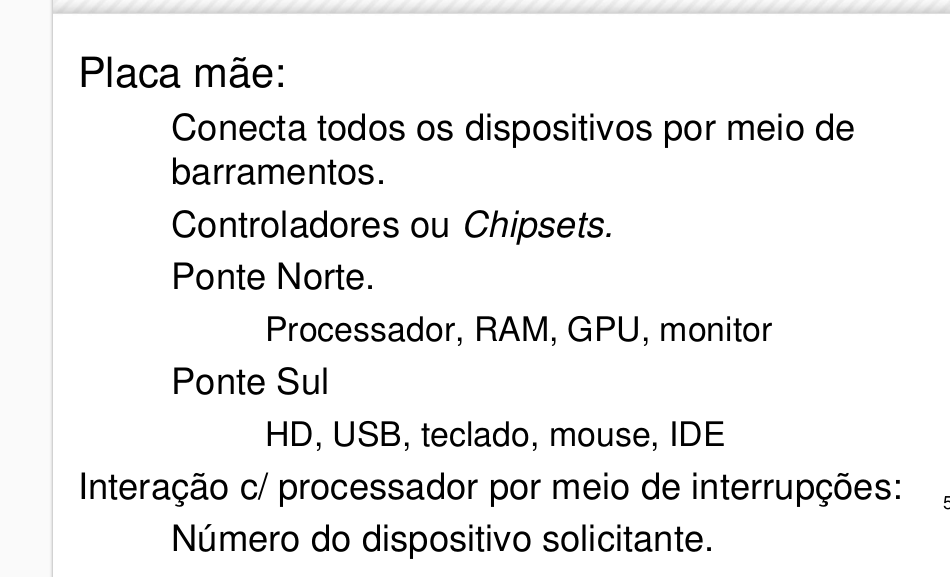 Placa mãe:
Conecta todos os dispositivos por meio de
barramentos.
Controladores ou Chipsets.
Ponte Norte.
Processador, RAM, GPU, monitor
Ponte Sul
HD, USB, teclado, mouse, IDE
Interação c/ processador por meio de interrupções:
5
Número do dispositivo solicitante.